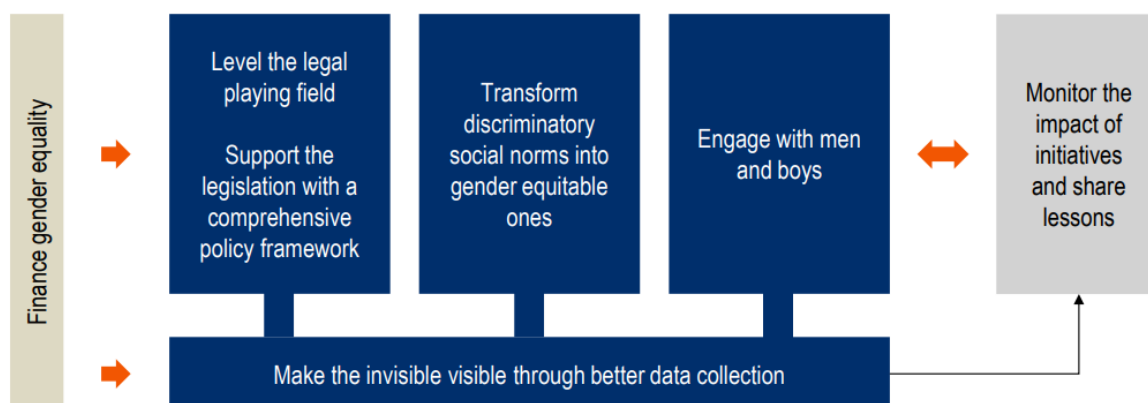 Finance gender equality
Level the legal
playing field
Support the
legislation with a
comprehensive
policy framework
Transform
discriminatory
social norms into
gender equitable
ones
Engage with men
and boys
Monitor the
impact of
initiatives
and share
lessons
Make the invisible visible through better data collection